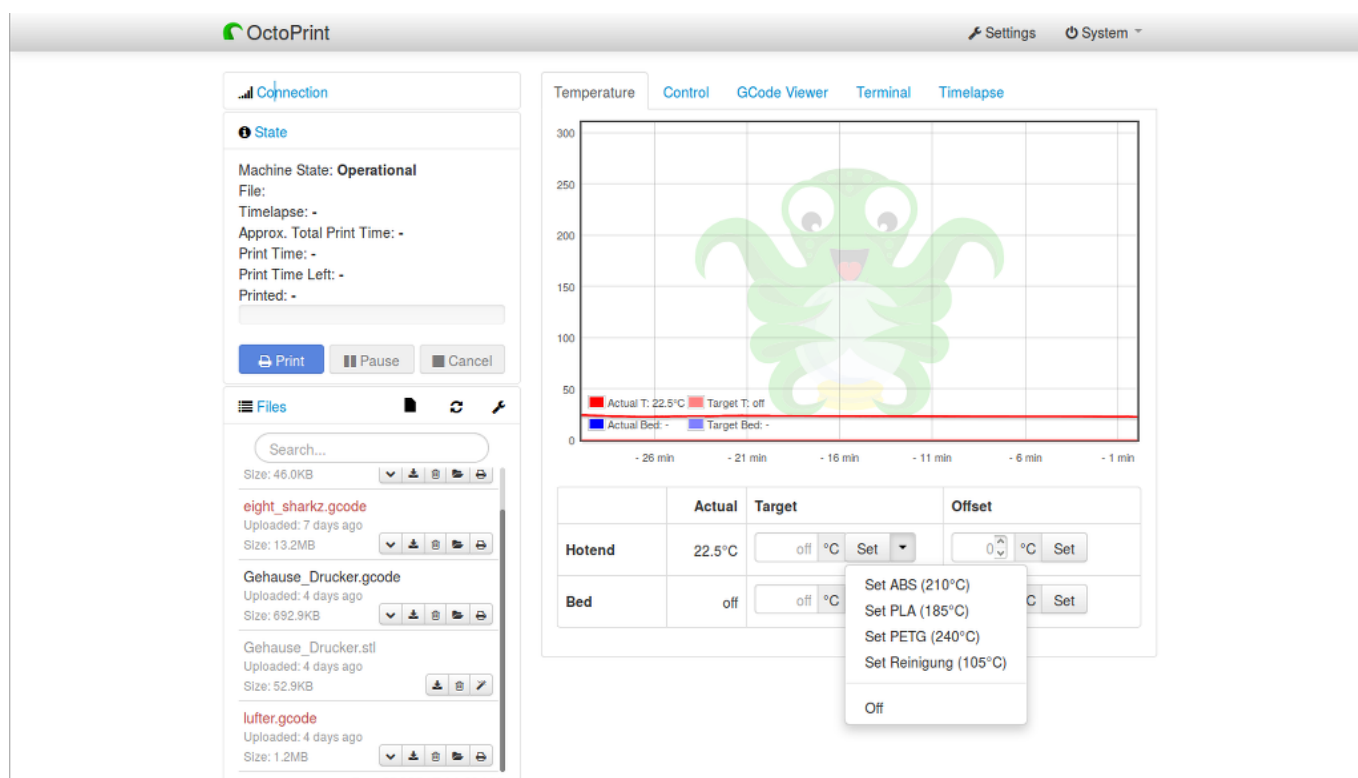 OctoPrint
Settings
System
Connection
State
Machine State: Operational
File:
Timelapse: -
Approx. Total Print Time: -
Print Time: -
Print Time Left: -
Printed: -
Print
Pause
Cancel
Files
Search...
Size: 46.0KB
eight_sharkz.gcode
Uploaded: 7 days ago
Size: 13.2MB
Gehause_Drucker.gcode
Uploaded: 4 days ago
Size: 692.9KB
Gehause_Drucker.stl
Uploaded: 4 days ago
Size: 52.9KB
lufter.gcode
Uploaded: 4 days ago
Size: 1.2MB
Temperature Control GCode Viewer Terminal Timelapse
300
250
200
150
100
50
0
Actual T: 22.5°C Target T: off
Actual Bed: - Target Bed: -
- 26 min - 21 min - 16 min - 11 min - 6 min - 1 min
Actual Target Offset
Hotend 22.5°C off °C Set 0 °C Set
Bed off off °C C Set
Set ABS (210°C)
Set PLA (185°C)
Set PETG (240°C)
Set Reinigung (105°C)
Off